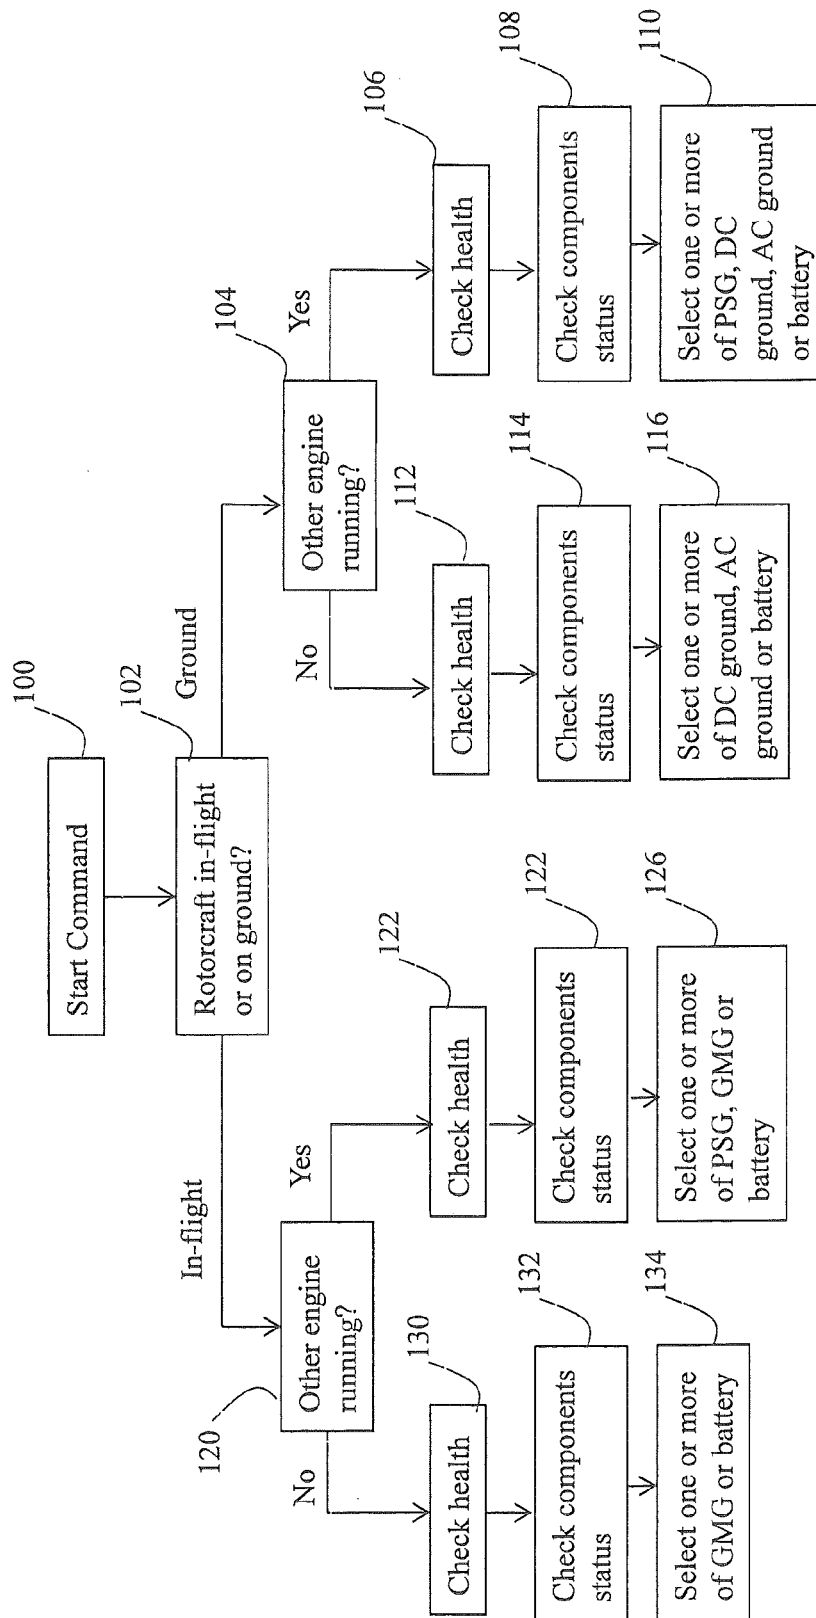 Start Command
100
Rotorcraft in-flight
or on ground?
102
In-flight
Ground
Other engine
running?
120
Other engine
running?
104
No
Yes
No
Yes
Check health
130
Check health
122
Check health
112
Check health
106
Check components
status
132
Check components
status
122
Check components
status
114
Check components
status
108
Select one or more
of GMG or battery
134
Select one or more
of PSG, GMG or
battery
126
Select one or more
of DC ground, AC
ground or battery
116
Select one or more
of PSG, DC
ground, AC ground
or battery
110